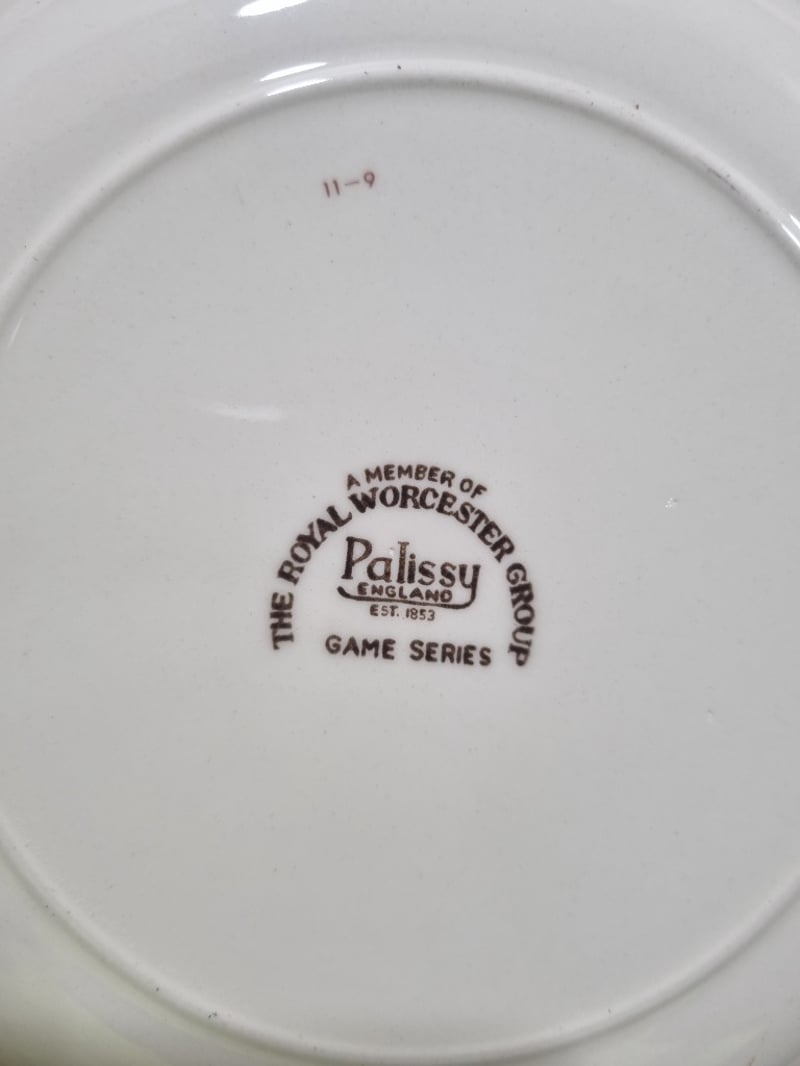 11-9
A MEMBER OF
THE ROYAL WORCESTER GROUP
Palissy
ENGLAND
EST. 1853
GAME SERIES